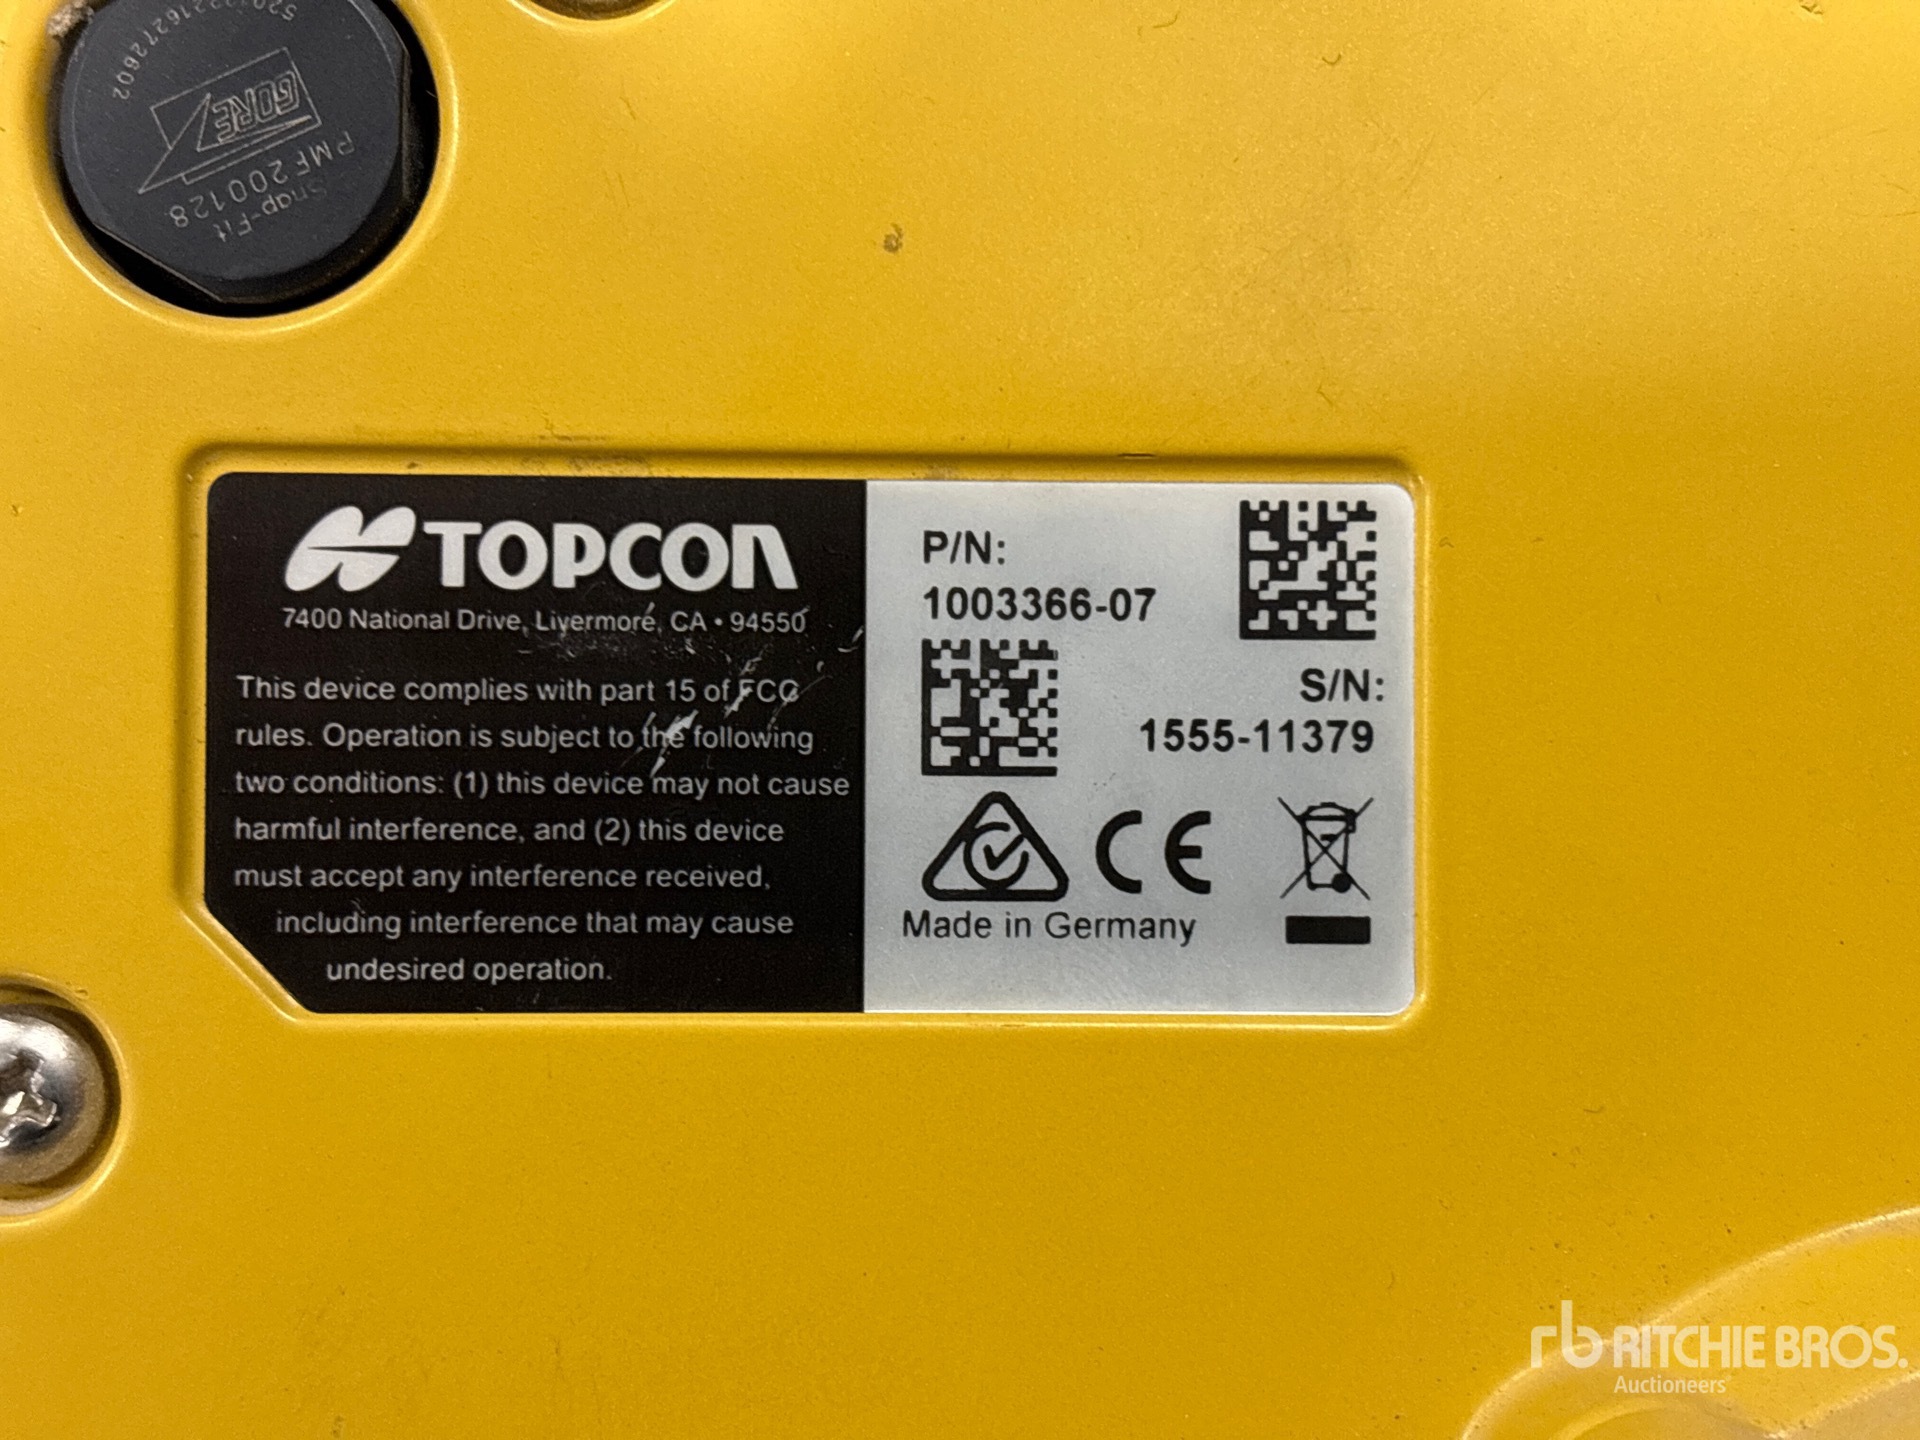 GORE
Snap-Fit
PMF200128
TOPCON
7400 National Drive, Livermore, CA • 94550
This device complies with part 15 of FCC
rules. Operation is subject to the following
two conditions: (1) this device may not cause
harmful interference, and (2) this device
must accept any interference received,
including interference that may cause
undesired operation.
P/N:
1003366-07
S/N:
1555-11379
CE
Made in Germany
rb RITCHIE BROS.
Auctioneers